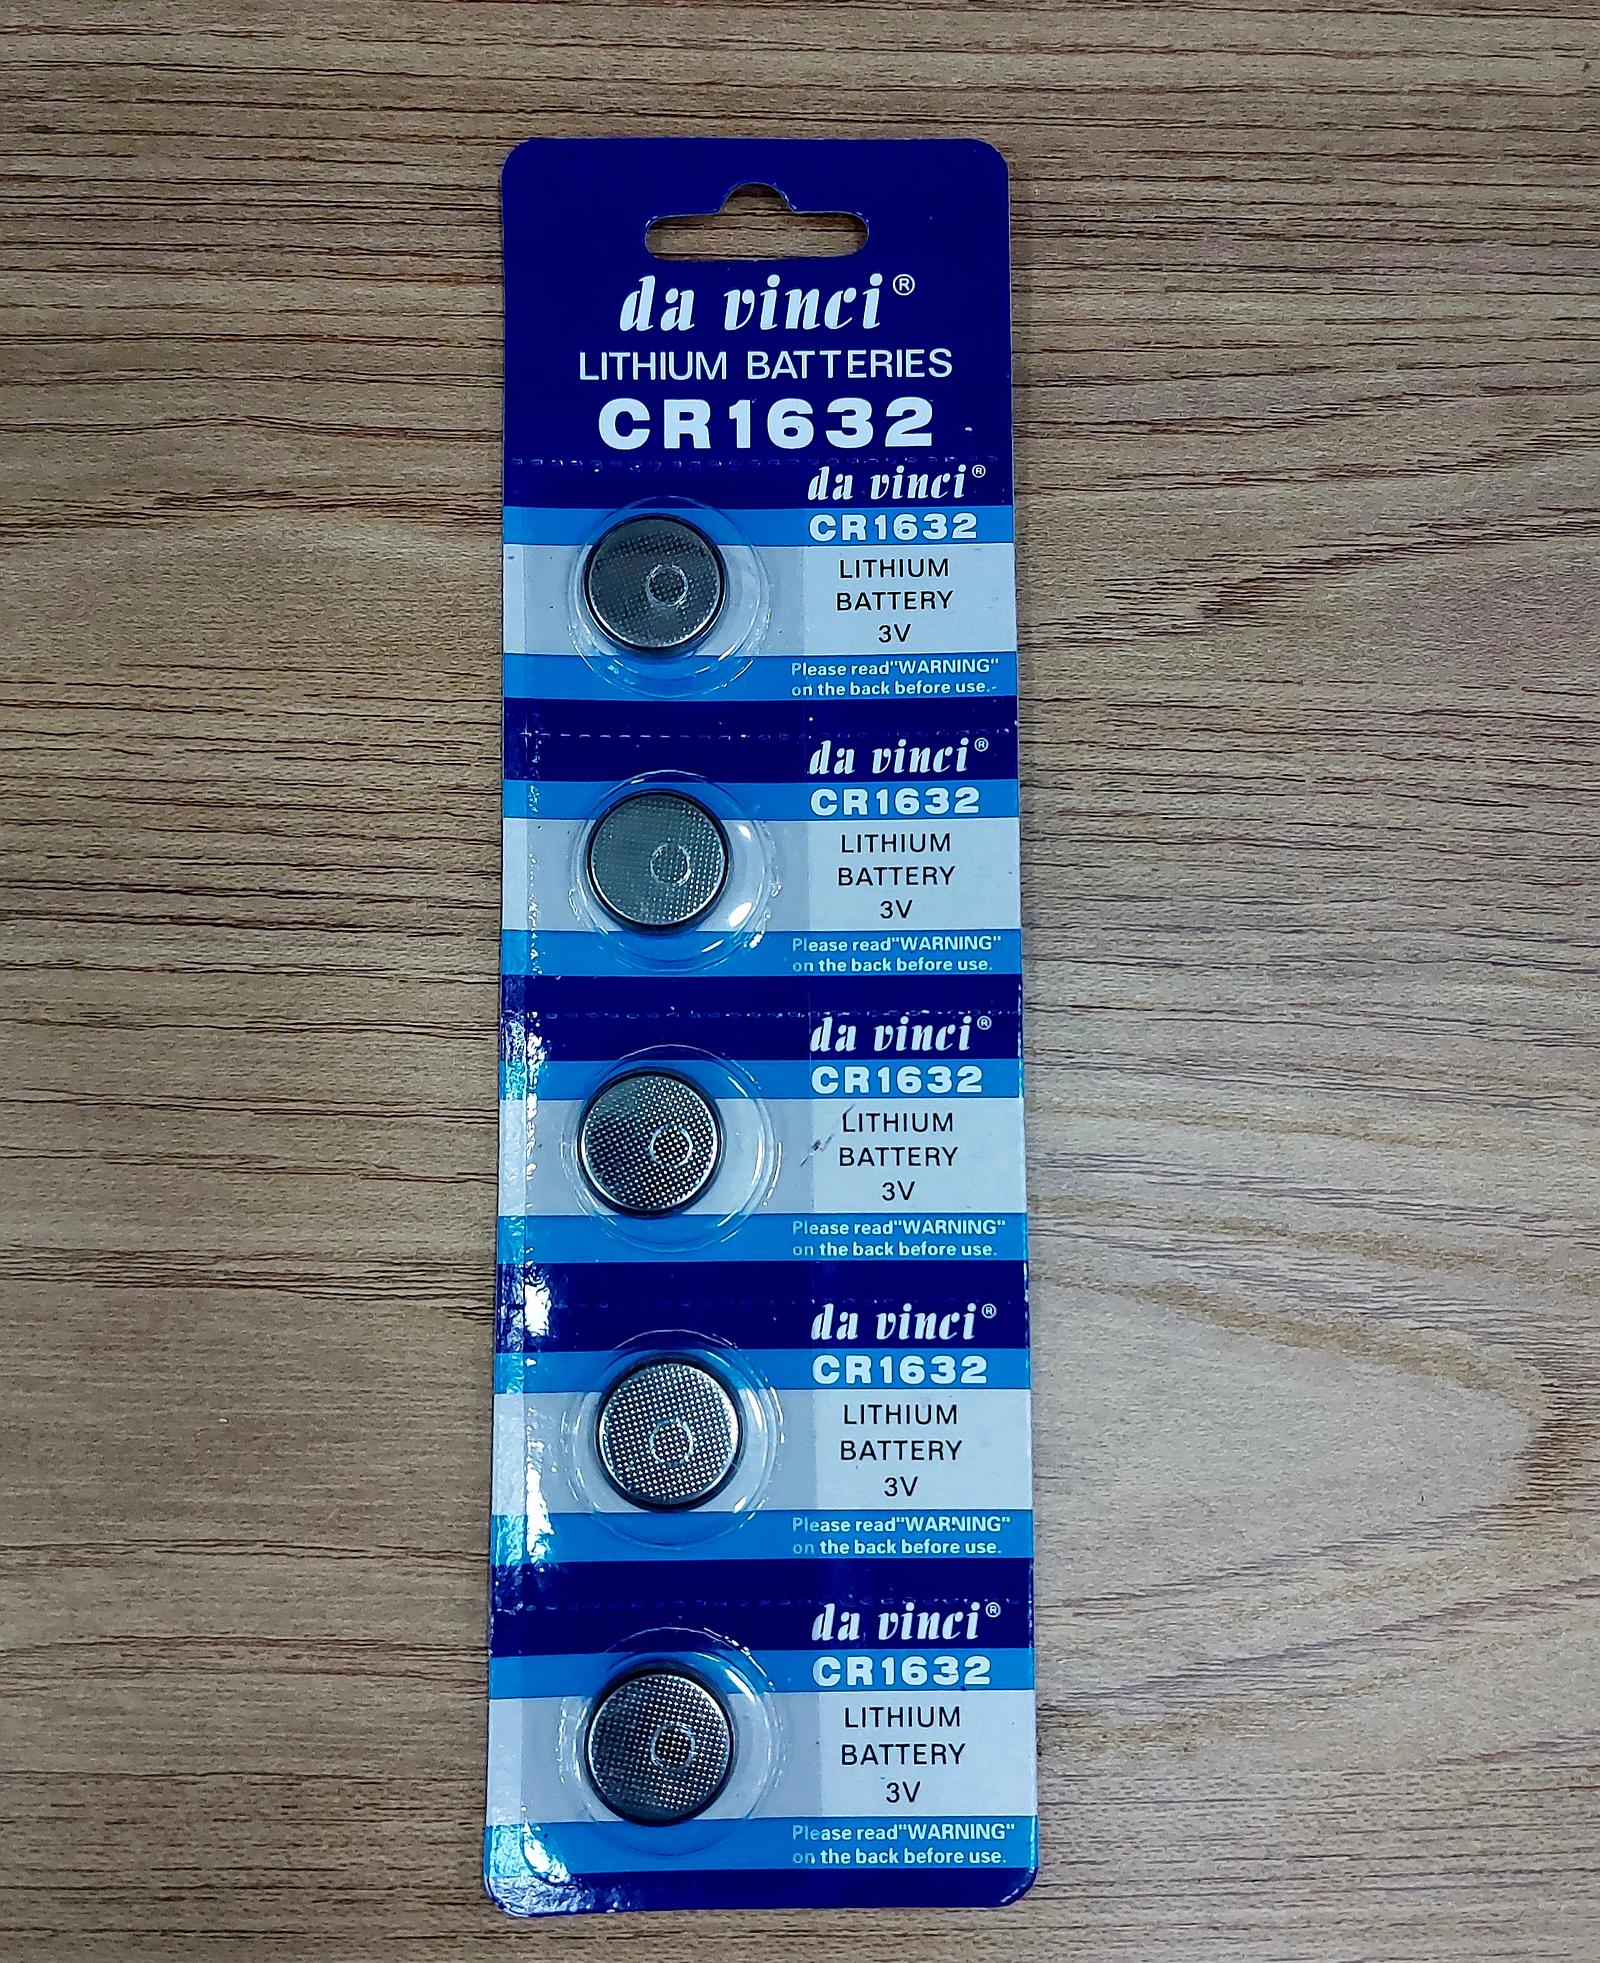 da vinci®
LITHIUM BATTERIES
CR1632
da vinci®
CR1632
LITHIUM
BATTERY
3V
Please read"WARNING"
on the back before use.
da vinci®
CR1632
LITHIUM
BATTERY
3V
Please read"WARNING"
on the back before use.
da vinci®
CR1632
LITHIUM
BATTERY
3V
Please read"WARNING"
on the back before use.
da vinci®
CR1632
LITHIUM
BATTERY
3V
Please read"WARNING"
on the back before use.
da vinci®
CR1632
LITHIUM
BATTERY
3V
Please read"WARNING"
on the back before use.